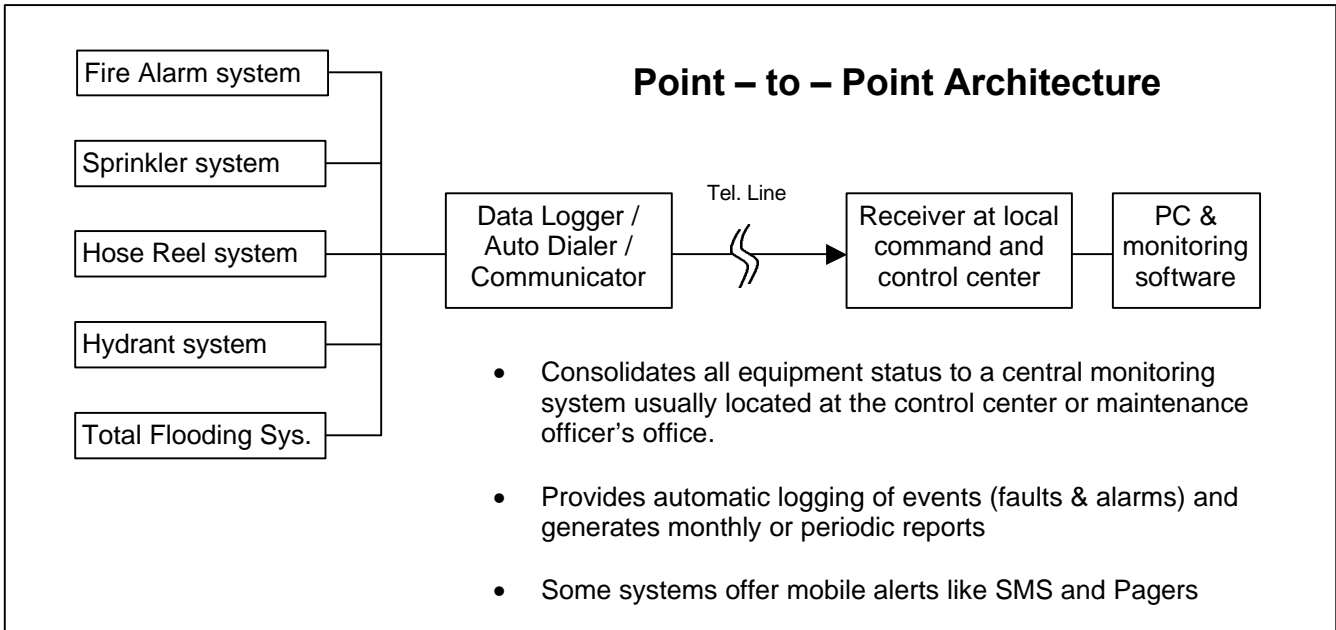 Point – to – Point Architecture
Fire Alarm system
Sprinkler system
Hose Reel system
Hydrant system
Total Flooding Sys.
Data Logger /
Auto Dialer /
Communicator
Tel. Line
Receiver at local
command and
control center
PC &
monitoring
software
• Consolidates all equipment status to a central monitoring
system usually located at the control center or maintenance
officer’s office.
• Provides automatic logging of events (faults & alarms) and
generates monthly or periodic reports
• Some systems offer mobile alerts like SMS and Pagers